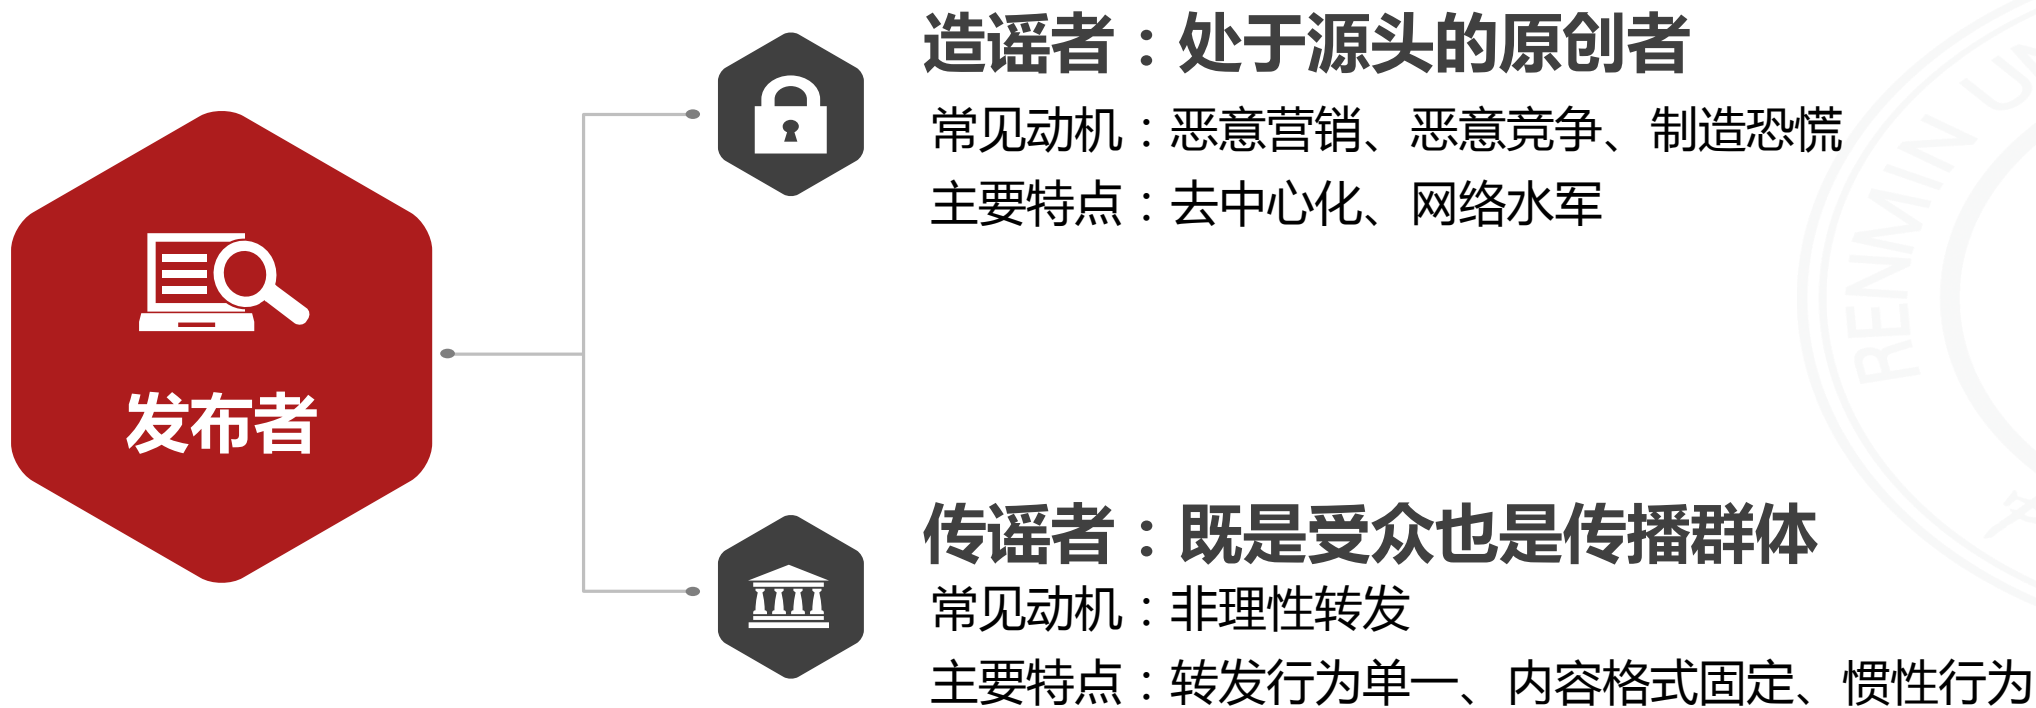 造谣者：处于源头的原创者
常见动机：恶意营销、恶意竞争、制造恐慌
主要特点：去中心化、网络水军
发布者
传谣者：既是受众也是传播群体
常见动机：非理性转发
主要特点：转发行为单一、内容格式固定、惯性行为
RENMIN